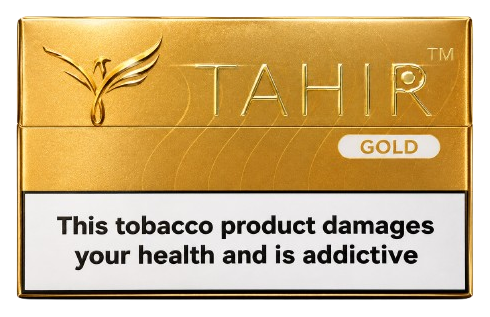 TAHIR™
GOLD
This tobacco product damages
your health and is addictive